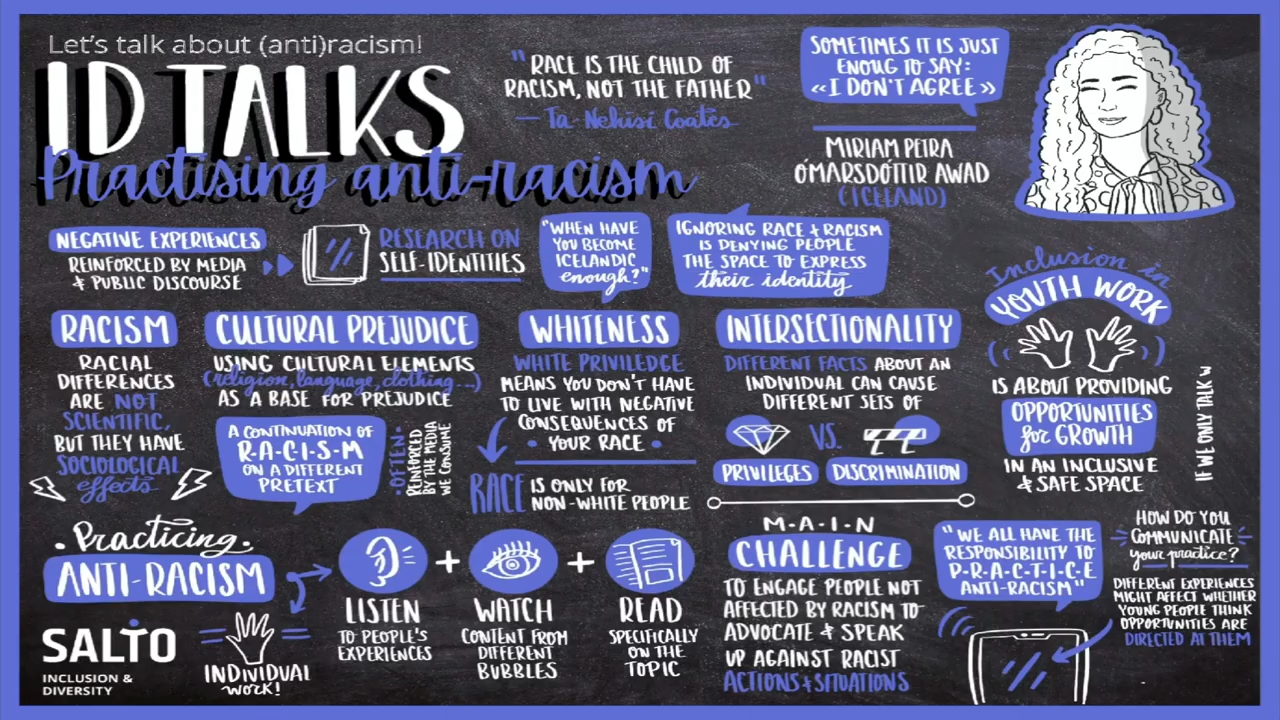 Let's talk about (anti)racism!
ID TALKS
Practising anti-racism
"RACE IS THE CHILD OF
RACISM, NOT THE FATHER"
— Ta Nehisi Coates
SOMETIMES IT IS JUST
ENOUG TO SAY:
«I DON'T AGREE»
MIRIAM PETRA
ÓMARSDÓTTIR AWAD
(ICELAND)
NEGATIVE EXPERIENCES
REINFORCED BY MEDIA
& PUBLIC DISCOURSE
RESEARCH ON
SELF-IDENTITIES
"WHEN HAVE
YOU BECOME
ICELANDIC
enough?"
IGNORING RACE & RACISM
IS DENYING PEOPLE
THE SPACE TO EXPRESS
their identity
RACISM
RACIAL
DIFFERENCES
ARE NOT
SCIENTIFIC,
BUT THEY HAVE
SOCIOLOGICAL
effects
CULTURAL PREJUDICE
USING CULTURAL ELEMENTS
(religion, language, clothing...)
AS A BASE FOR PREJUDICE
A CONTINUATION OF
R-A-C-I-S-M
ON A DIFFERENT
PRETEXT
•OFTEN•
REINFORCED
BY THE MEDIA
WE CONSUME
WHITENESS
WHITE PRIVILEDGE
MEANS YOU DON'T HAVE
TO LIVE WITH NEGATIVE
CONSEQUENCES OF
• YOUR RACE •
RACE IS ONLY FOR
NON-WHITE PEOPLE
INTERSECTIONALITY
DIFFERENT FACTS ABOUT AN
INDIVIDUAL CAN CAUSE
DIFFERENT SETS OF
VS.
PRIVILEGES
DISCRIMINATION
Inclusion in
YOUTH WORK
IS ABOUT PROVIDING
OPPORTUNITIES
for GROWTH
IN AN INCLUSIVE
& SAFE SPACE
IF WE ONLY TALK W
• Practicing •
ANTI-RACISM
INDIVIDUAL
work!
LISTEN
TO PEOPLE'S
EXPERIENCES
+
WATCH
CONTENT FROM
DIFFERENT
BUBBLES
+
READ
SPECIFICALLY
ON THE
TOPIC
M-A-I-N
CHALLENGE
TO ENGAGE PEOPLE NOT
AFFECTED BY RACISM TO
ADVOCATE & SPEAK
UP AGAINST RACIST
ACTIONS & SITUATIONS
"WE ALL HAVE THE
RESPONSIBILITY TO
P-R-A-C-T-I-C-E
ANTI-RACISM"
HOW DO YOU
COMMUNICATE
your practice?
DIFFERENT EXPERIENCES
MIGHT AFFECT WHETHER
YOUNG PEOPLE THINK
OPPORTUNITIES ARE
DIRECTED AT THEM
SALTO
INCLUSION &
DIVERSITY